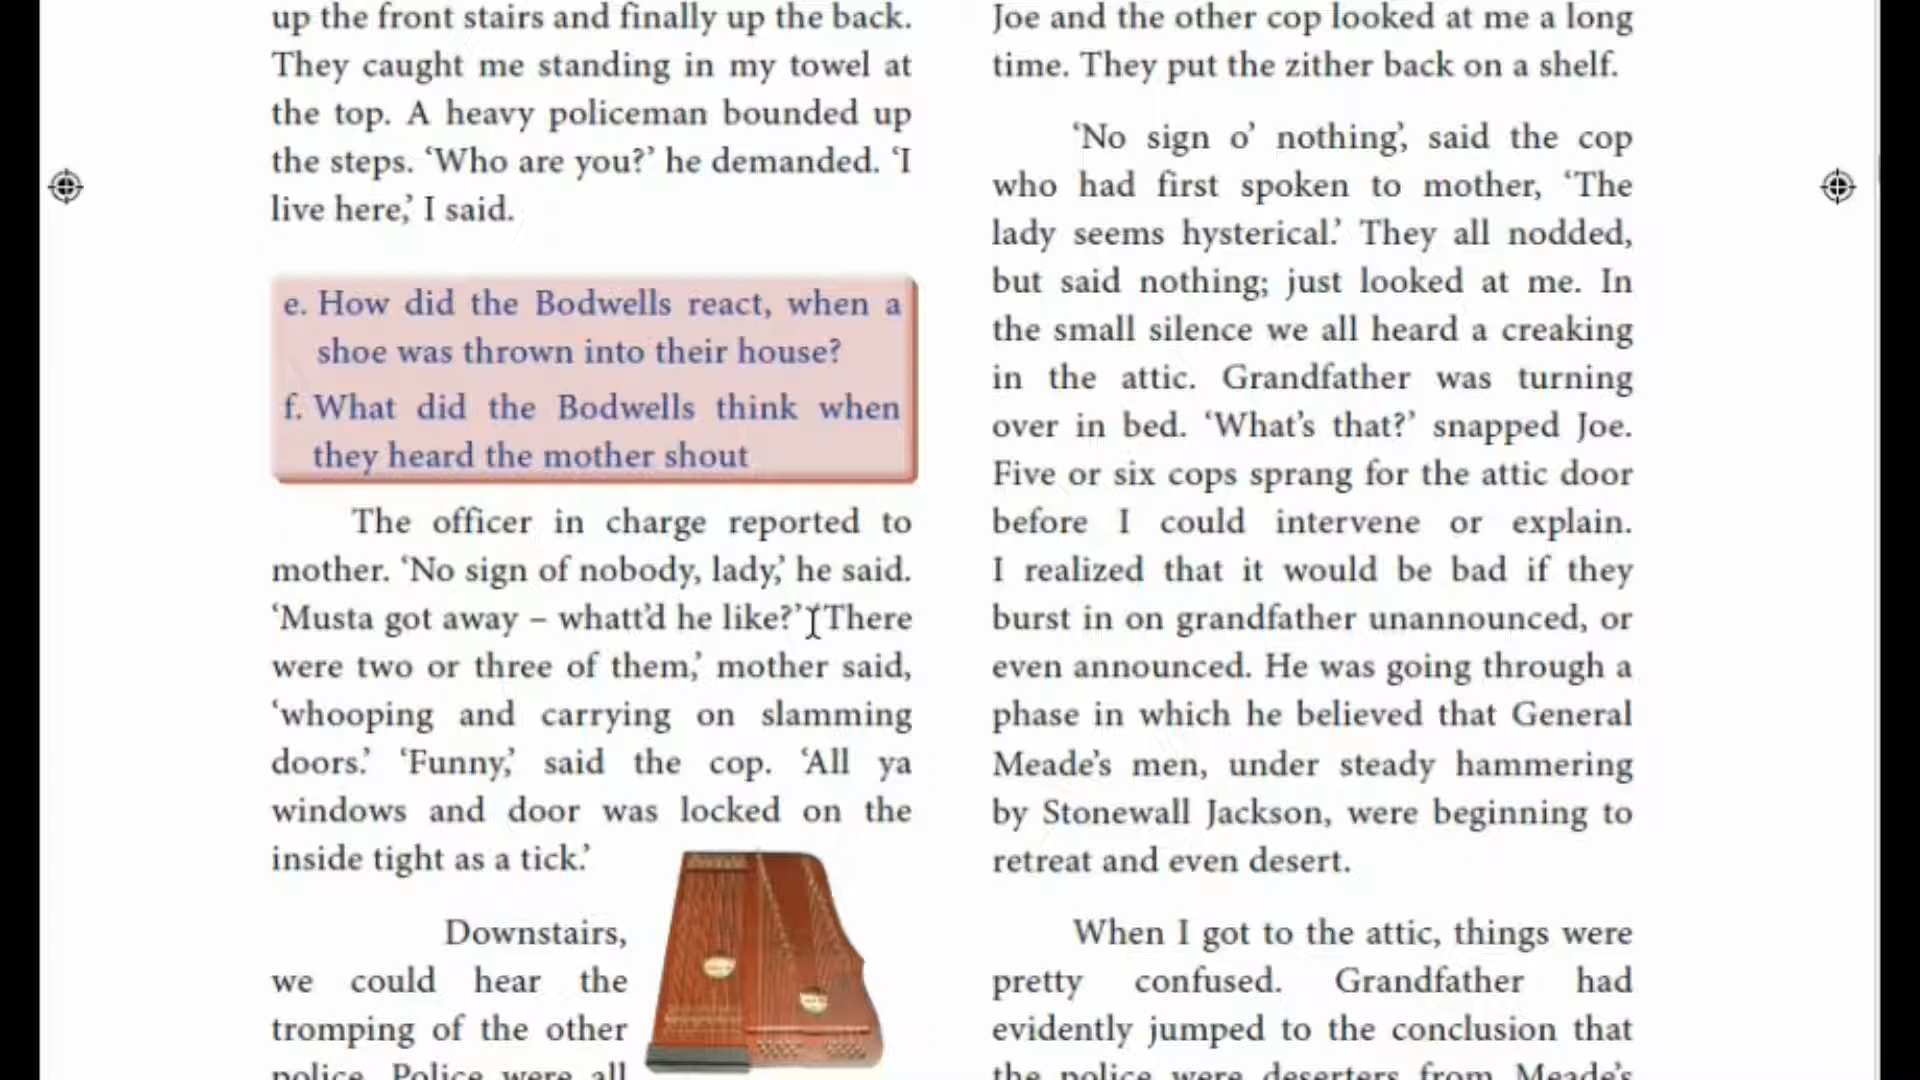 up the front stairs and finally up the back.
They caught me standing in my towel at
the top. A heavy policeman bounded up
the steps. ‘Who are you?’ he demanded. ‘I
live here,’ I said.
e. How did the Bodwells react, when a
shoe was thrown into their house?
f. What did the Bodwells think when
they heard the mother shout
The officer in charge reported to
mother. ‘No sign of nobody, lady,’ he said.
‘Musta got away – whatt’d he like?’ ‘There
were two or three of them,’ mother said,
‘whooping and carrying on slamming
doors.’ ‘Funny,’ said the cop. ‘All ya
windows and door was locked on the
inside tight as a tick.’
Downstairs,
we could hear the
tromping of the other
police. Police were all
Joe and the other cop looked at me a long
time. They put the zither back on a shelf.
‘No sign o’ nothing’, said the cop
who had first spoken to mother, ‘The
lady seems hysterical.’ They all nodded,
but said nothing; just looked at me. In
the small silence we all heard a creaking
in the attic. Grandfather was turning
over in bed. ‘What’s that?’ snapped Joe.
Five or six cops sprang for the attic door
before I could intervene or explain.
I realized that it would be bad if they
burst in on grandfather unannounced, or
even announced. He was going through a
phase in which he believed that General
Meade’s men, under steady hammering
by Stonewall Jackson, were beginning to
retreat and even desert.
When I got to the attic, things were
pretty confused. Grandfather had
evidently jumped to the conclusion that
the police were deserters from Meade’s